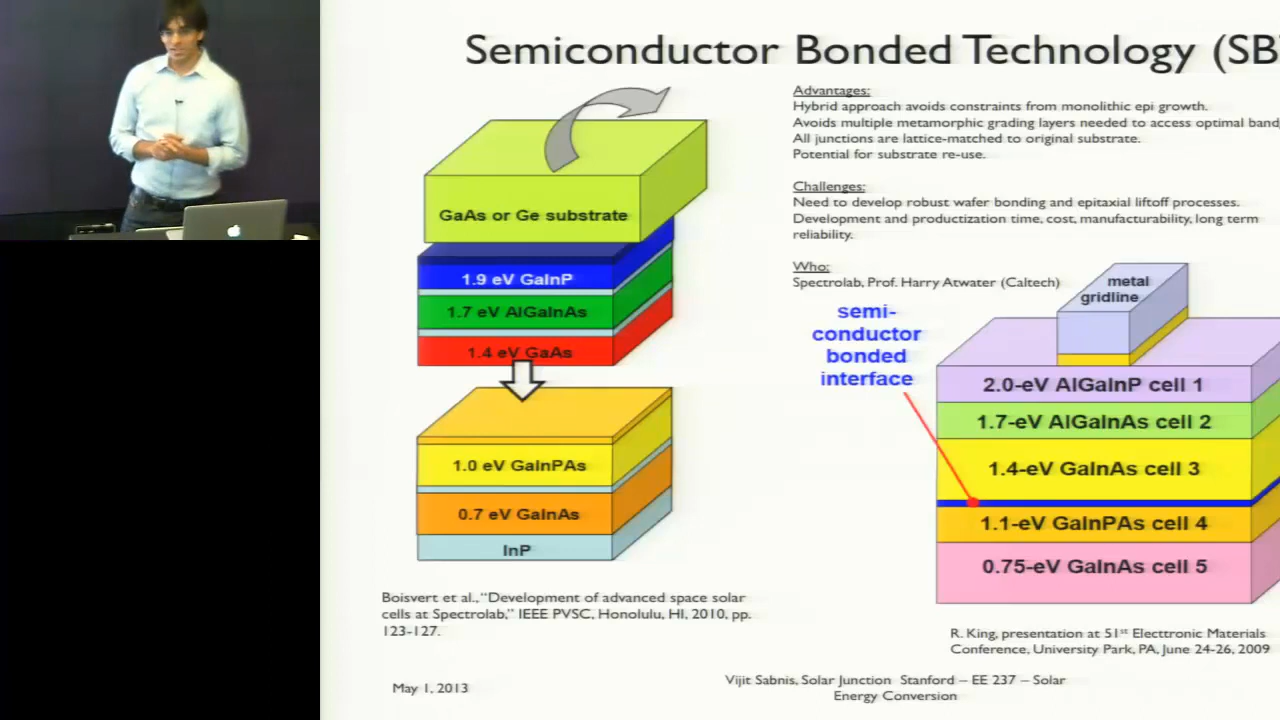 Semiconductor Bonded Technology (SB
Advantages:
Hybrid approach avoids constraints from monolithic epi growth.
Avoids multiple metamorphic grading layers needed to access optimal band
All junctions are lattice-matched to original substrate.
Potential for substrate re-use.
Challenges:
Need to develop robust wafer bonding and epitaxial liftoff processes.
Development and productization time, cost, manufacturability, long term
reliability.
Who:
Spectrolab, Prof. Harry Atwater (Caltech)
GaAs or Ge substrate
1.9 eV GaInP
1.7 eV AlGaInAs
1.4 eV GaAs
1.0 eV GaInPAs
0.7 eV GaInAs
InP
semi-
conductor
bonded
interface
metal
gridline
2.0-eV AlGaInP cell 1
1.7-eV AlGaInAs cell 2
1.4-eV GaInAs cell 3
1.1-eV GaInPAs cell 4
0.75-eV GaInAs cell 5
Boisvert et al., “Development of advanced space solar
cells at Spectrolab,” IEEE PVSC, Honolulu, HI, 2010, pp.
123-127.
R. King, presentation at 51st Electtronic Materials
Conference, University Park, PA, June 24-26, 2009
May 1, 2013
Vijit Sabnis, Solar Junction Stanford – EE 237 – Solar
Energy Conversion